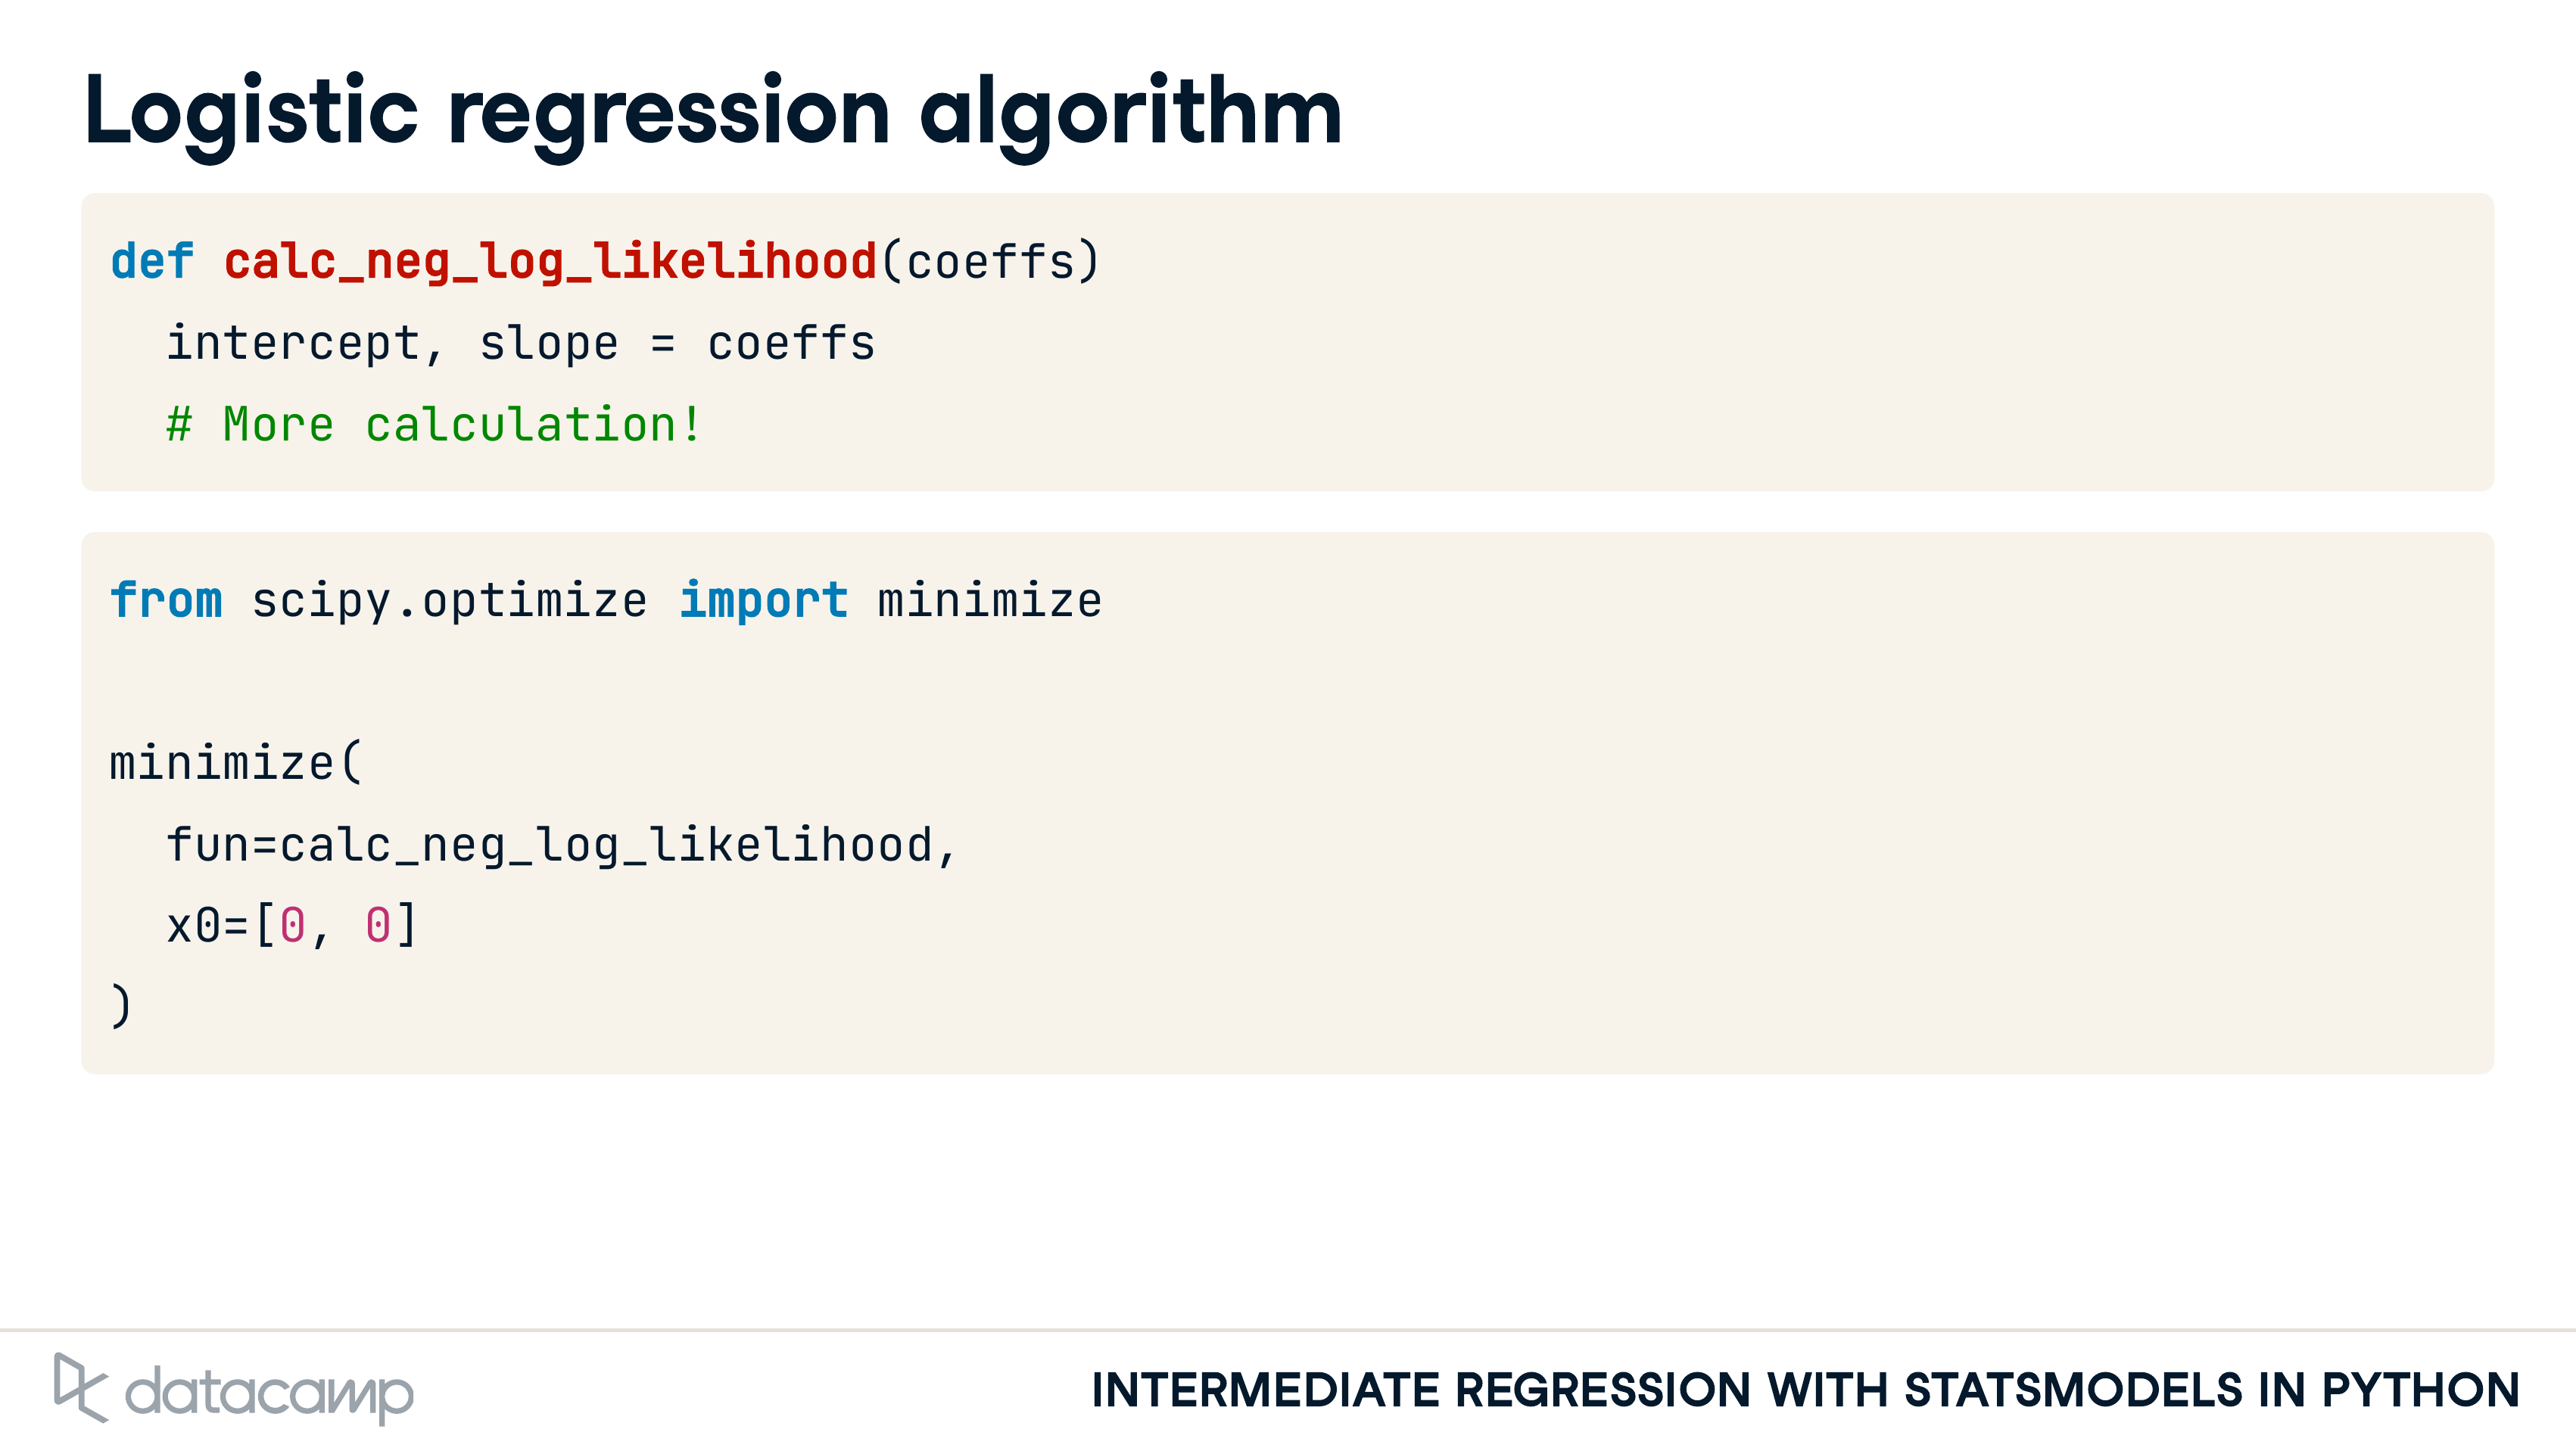 Logistic regression algorithm
def calc_neg_log_likelihood(coeffs)
  intercept, slope = coeffs
  # More calculation!
from scipy.optimize import minimize
minimize(
  fun=calc_neg_log_likelihood,
  x0=[0, 0]
)
datacamp
INTERMEDIATE REGRESSION WITH STATSMODELS IN PYTHON